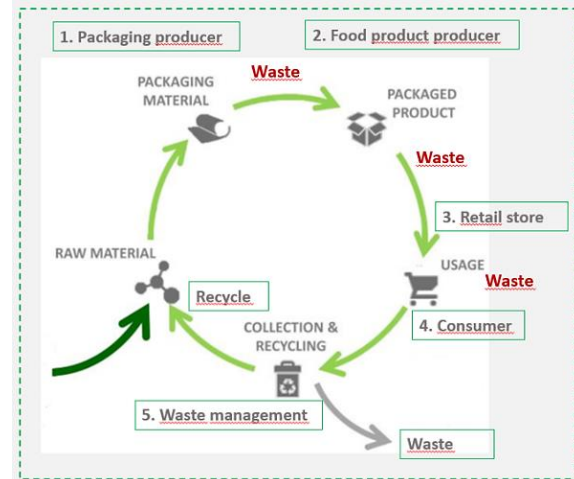 1. Packaging producer
2. Food product producer
Waste
PACKAGING
MATERIAL
PACKAGED
PRODUCT
Waste
3. Retail store
RAW MATERIAL
USAGE
Waste
Recycle
4. Consumer
COLLECTION &
RECYCLING
5. Waste management
Waste